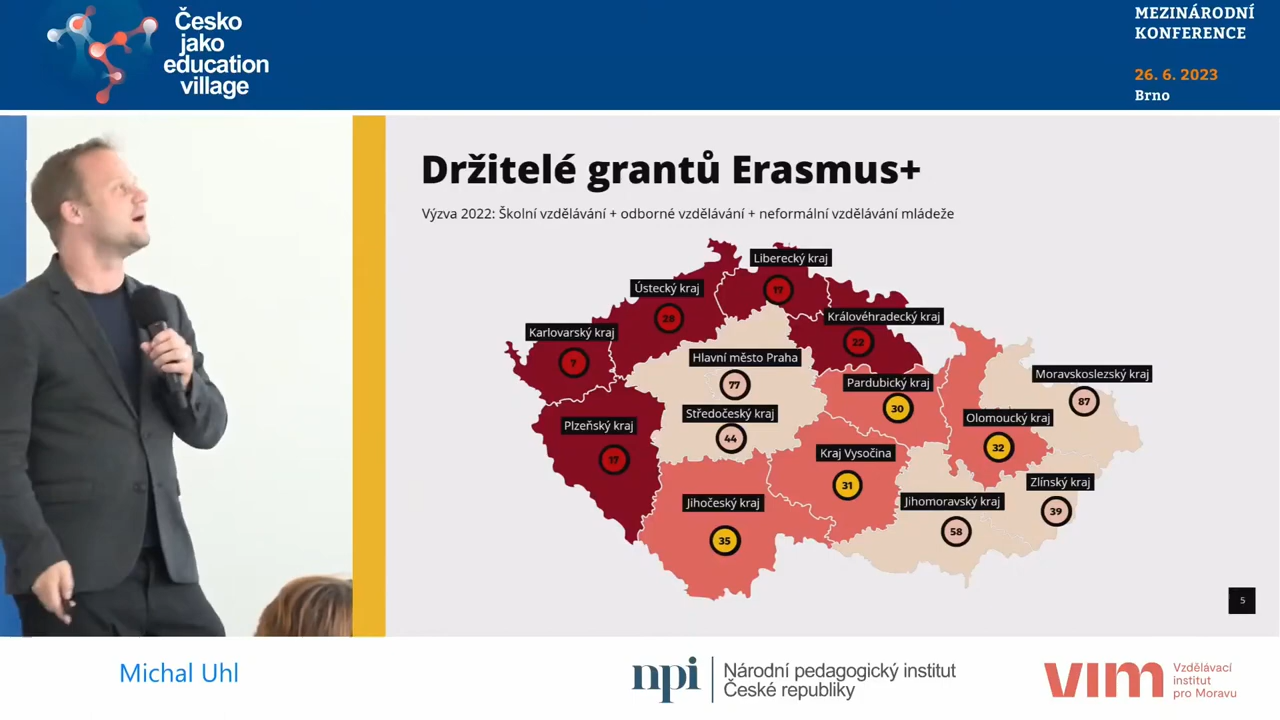 Česko
jako
education
village
MEZINÁRODNÍ
KONFERENCE
26. 6. 2023
Brno
Držitelé grantů Erasmus+
Výzva 2022: Školní vzdělávání + odborné vzdělávání + neformální vzdělávání mládeže
Liberecký kraj
17
Ústecký kraj
28
Královéhradecký kraj
22
Karlovarský kraj
7
Hlavní město Praha
77
Moravskoslezský kraj
87
Pardubický kraj
30
Středočeský kraj
44
Olomoucký kraj
32
Plzeňský kraj
17
Kraj Vysočina
31
Zlínský kraj
39
Jihočeský kraj
35
Jihomoravský kraj
58
5
Michal Uhl
npi
Národní pedagogický institut
České republiky
vim
Vzdělávací
institut
pro Moravu